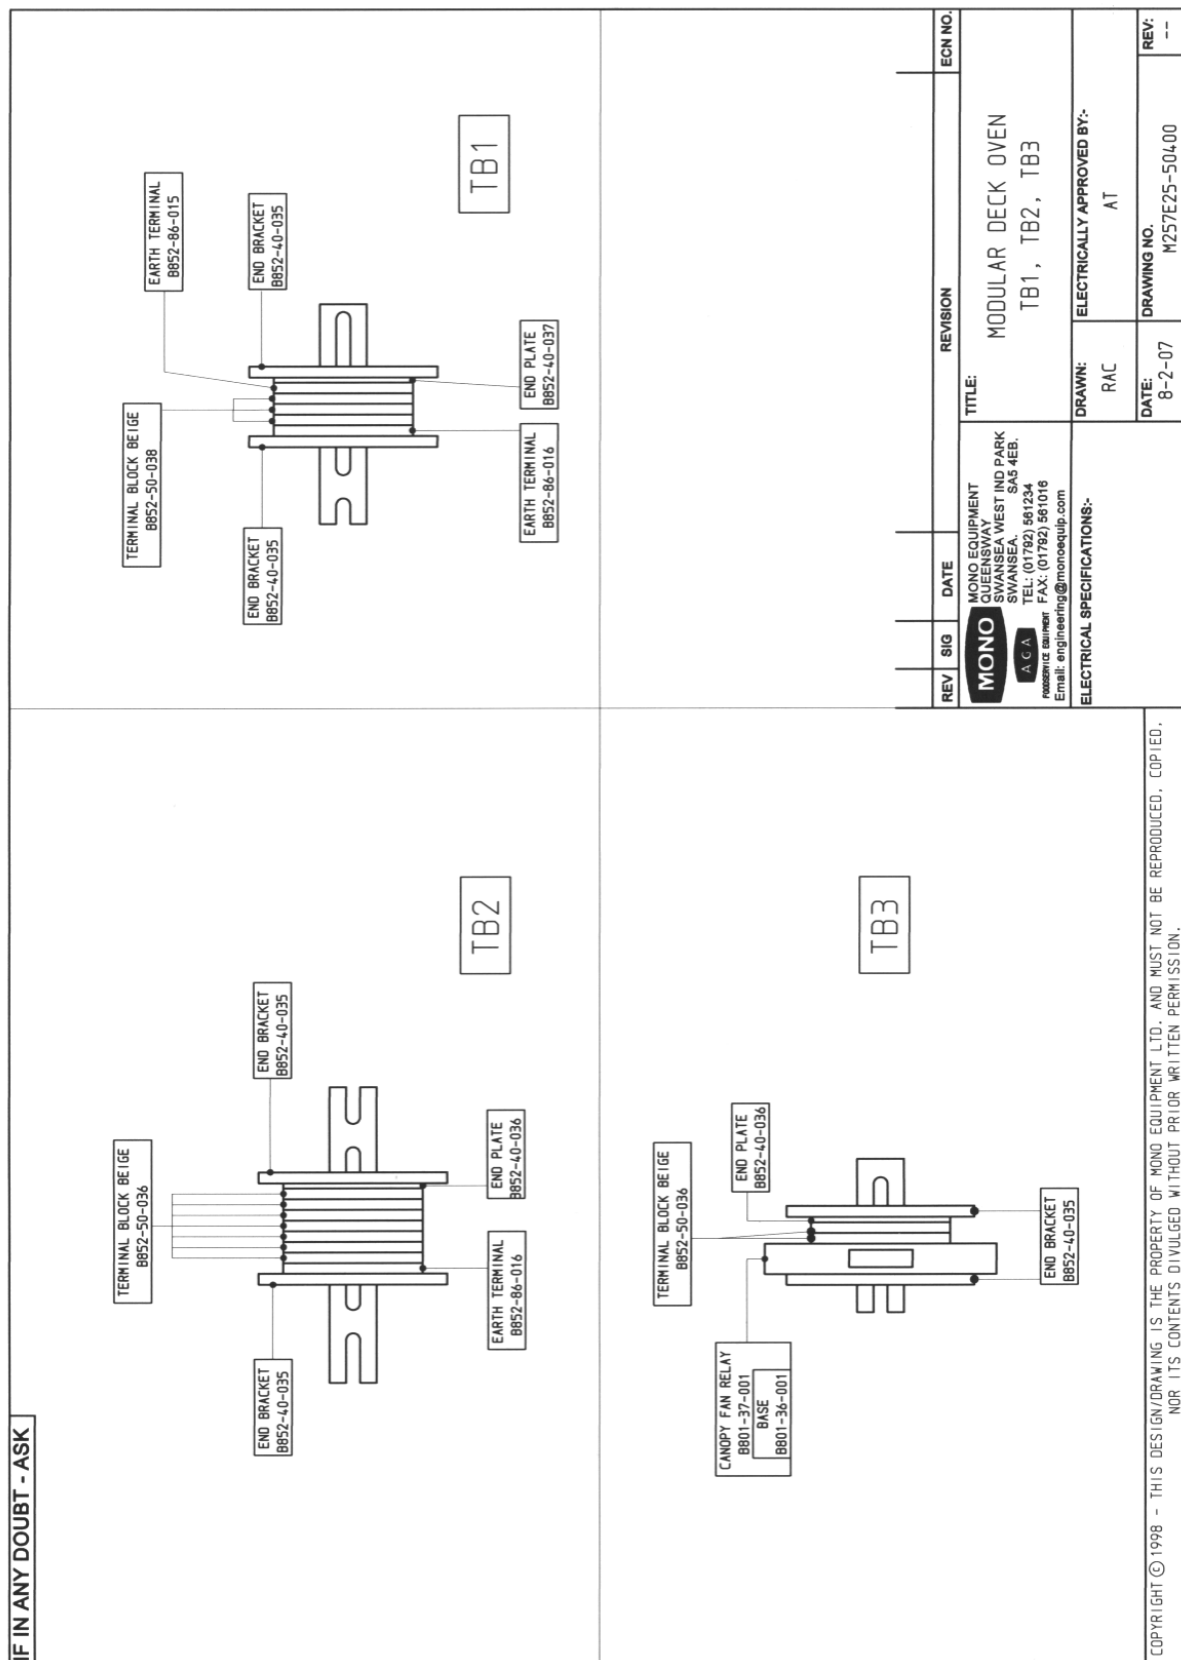 IF IN ANY DOUBT - ASK
END BRACKET
B852-40-035
TERMINAL BLOCK BEIGE
B852-50-036
END BRACKET
B852-40-035
EARTH TERMINAL
B852-86-016
END PLATE
B852-40-036
TB2
END BRACKET
B852-40-035
TERMINAL BLOCK BEIGE
B852-50-038
EARTH TERMINAL
B852-86-015
END BRACKET
B852-40-035
EARTH TERMINAL
B852-86-016
END PLATE
B852-40-037
TB1
CANOPY FAN RELAY
B801-37-001
BASE
B801-36-001
TERMINAL BLOCK BEIGE
B852-50-036
END PLATE
B852-40-036
END BRACKET
B852-40-035
TB3
REV SIG DATE REVISION ECN NO.
MONO
AGA
FOODSERVICE EQUIPMENT
MONO EQUIPMENT
QUEENSWAY
SWANSEA WEST IND PARK
SWANSEA. SA5 4EB.
TEL: (01792) 561234
FAX: (01792) 561016
Email: engineering@monoequip.com
TITLE:
MODULAR DECK OVEN
TB1, TB2, TB3
ELECTRICAL SPECIFICATIONS:-
DRAWN:
RAC
ELECTRICALLY APPROVED BY:-
AT
DATE:
8-2-07
DRAWING NO.
M257E25-50400
REV:
--
COPYRIGHT © 1998 - THIS DESIGN/DRAWING IS THE PROPERTY OF MONO EQUIPMENT LTD. AND MUST NOT BE REPRODUCED, COPIED,
NOR ITS CONTENTS DIVULGED WITHOUT PRIOR WRITTEN PERMISSION.